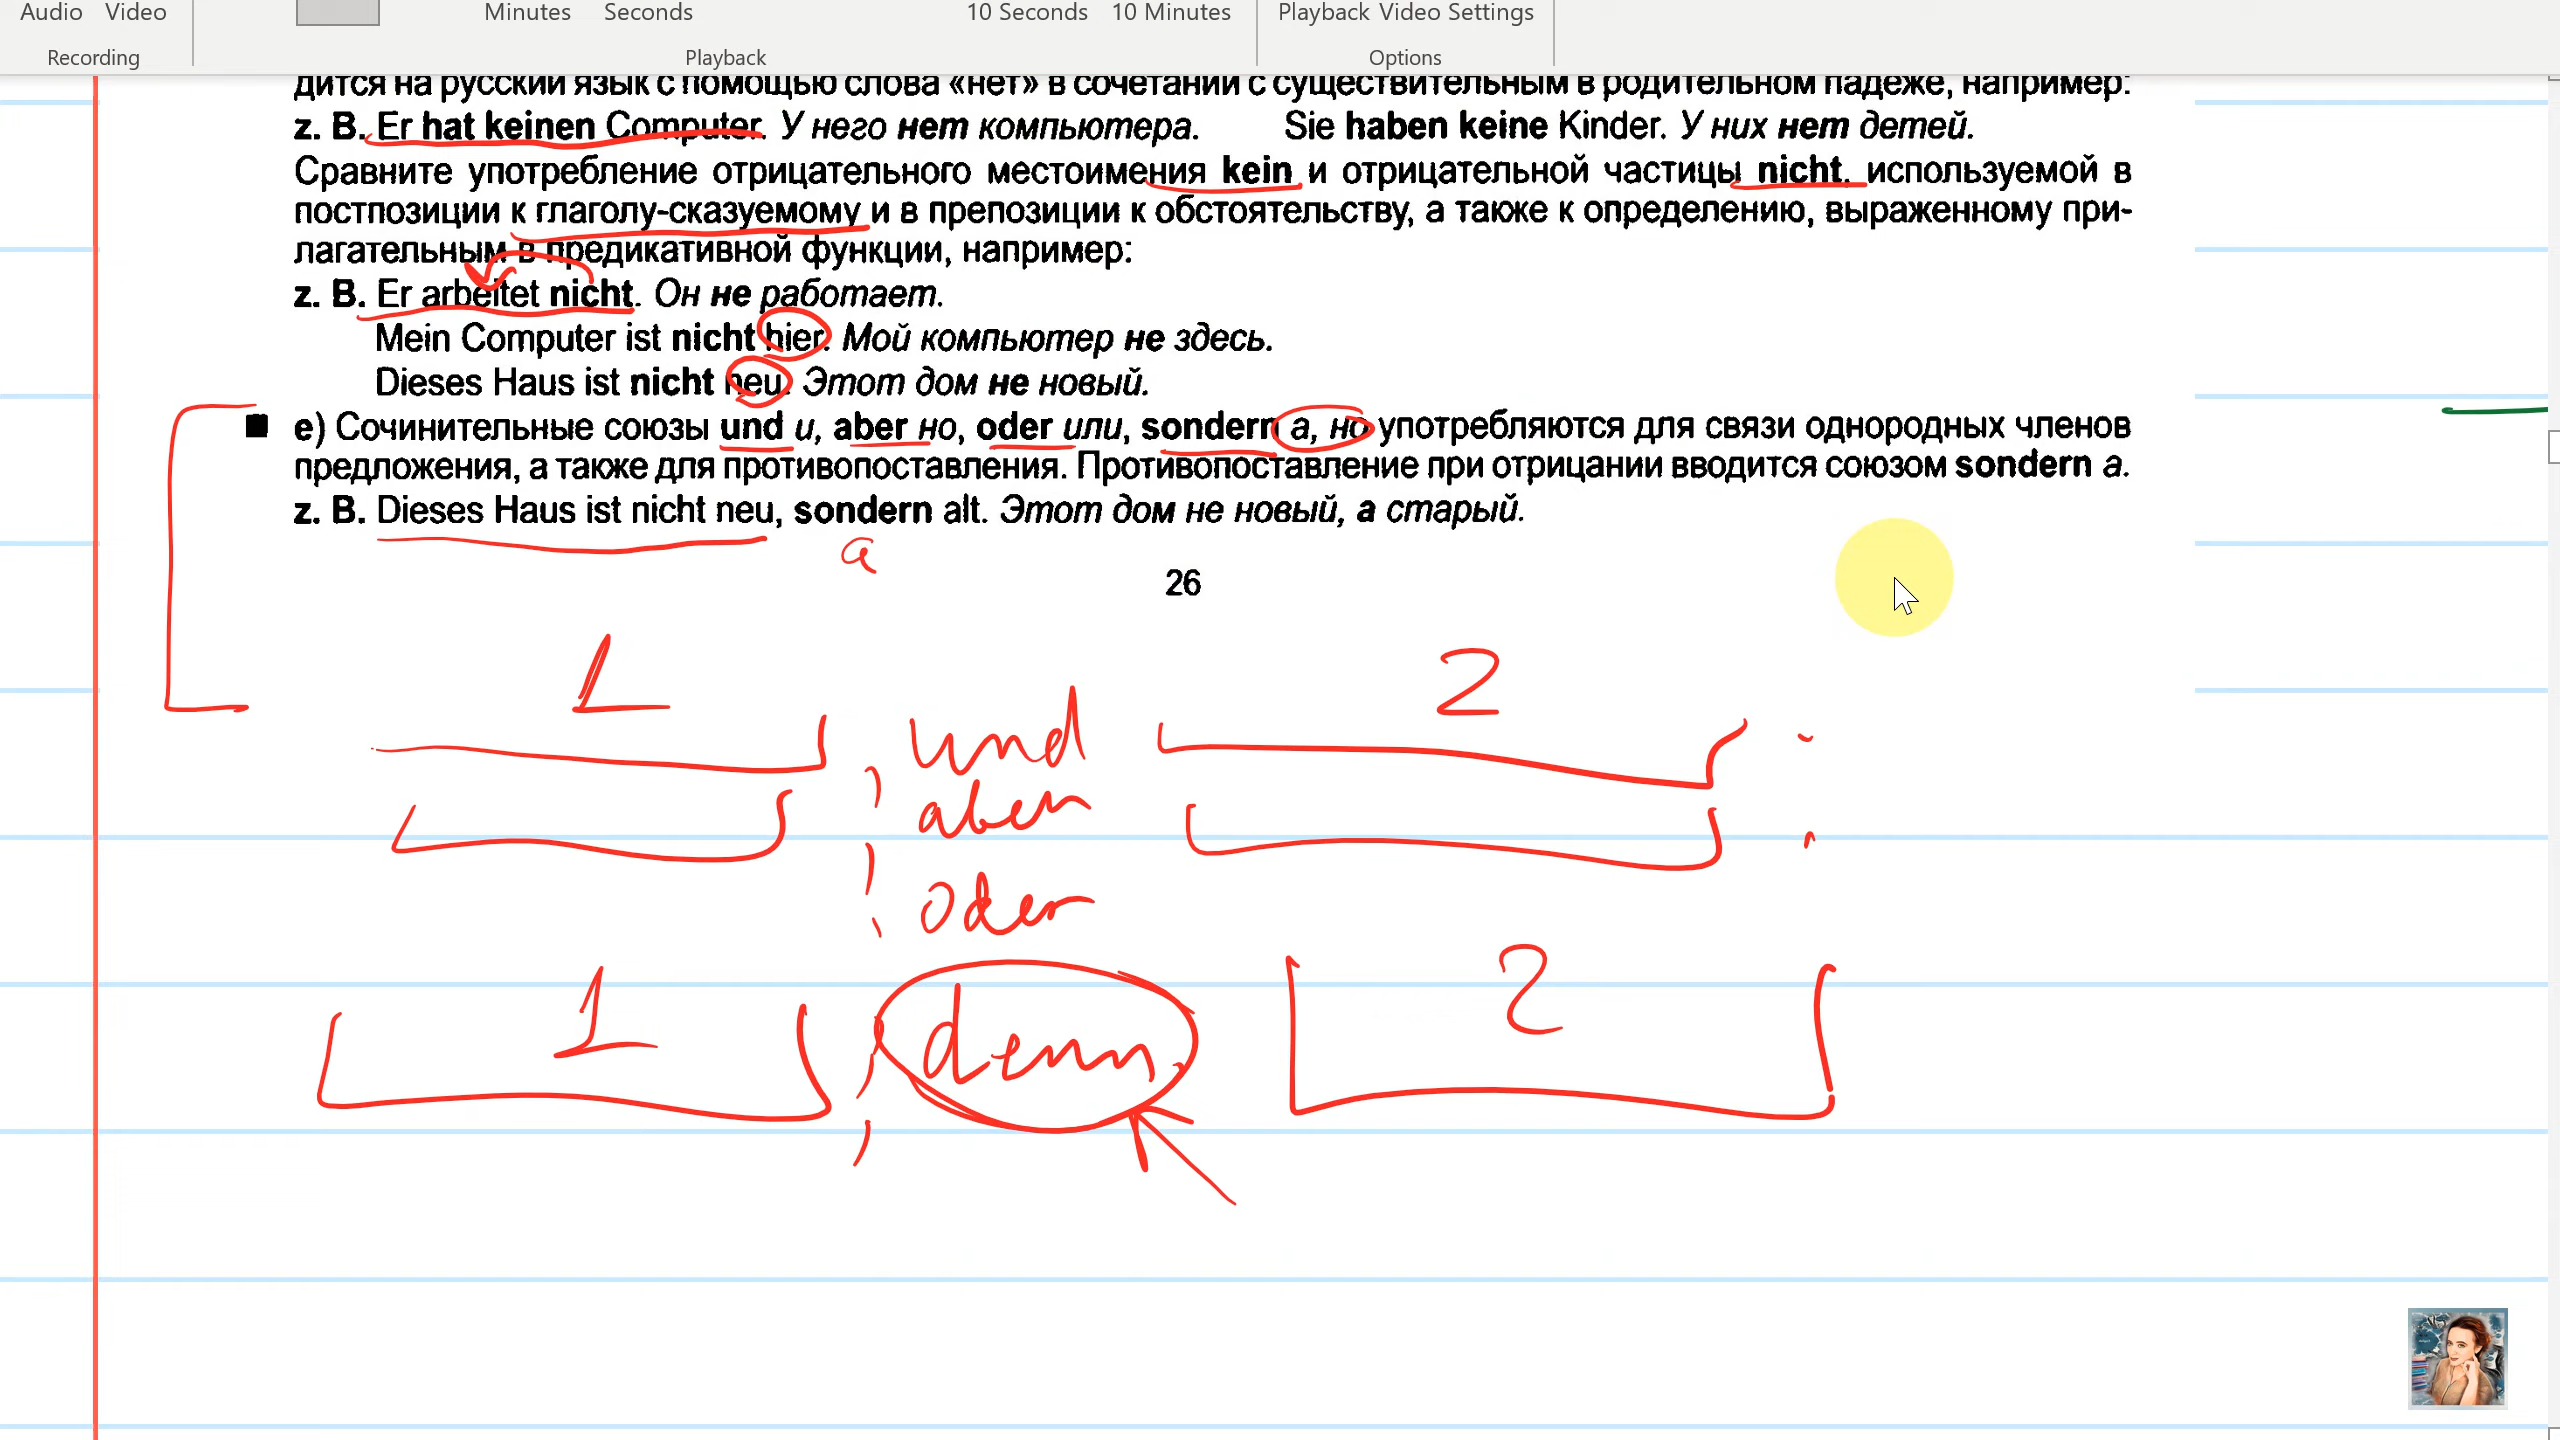 Audio Video Minutes Seconds 10 Seconds 10 Minutes Playback Video Settings
Recording Playback Options
дится на русский язык с помощью слова «нет» в сочетании с существительным в родительном падеже, например:
z. B. Er hat keinen Computer. У него нет компьютера. Sie haben keine Kinder. У них нет детей.
Сравните употребление отрицательного местоимения kein и отрицательной частицы nicht, используемой в
постпозиции к глаголу-сказуемому и в препозиции к обстоятельству, а также к определению, выраженному при-
лагательным в предикативной функции, например:
z. B. Er arbeitet nicht. Он не работает.
Mein Computer ist nicht hier. Мой компьютер не здесь.
Dieses Haus ist nicht neu. Этот дом не новый.
е) Сочинительные союзы und и, aber но, oder или, sondern а, но употребляются для связи однородных членов
предложения, а также для противопоставления. Противопоставление при отрицании вводится союзом sondern а.
z. B. Dieses Haus ist nicht neu, sondern alt. Этот дом не новый, а старый.
а
26
1 2
und .
, aber
, oder .
1 2
, denn
,